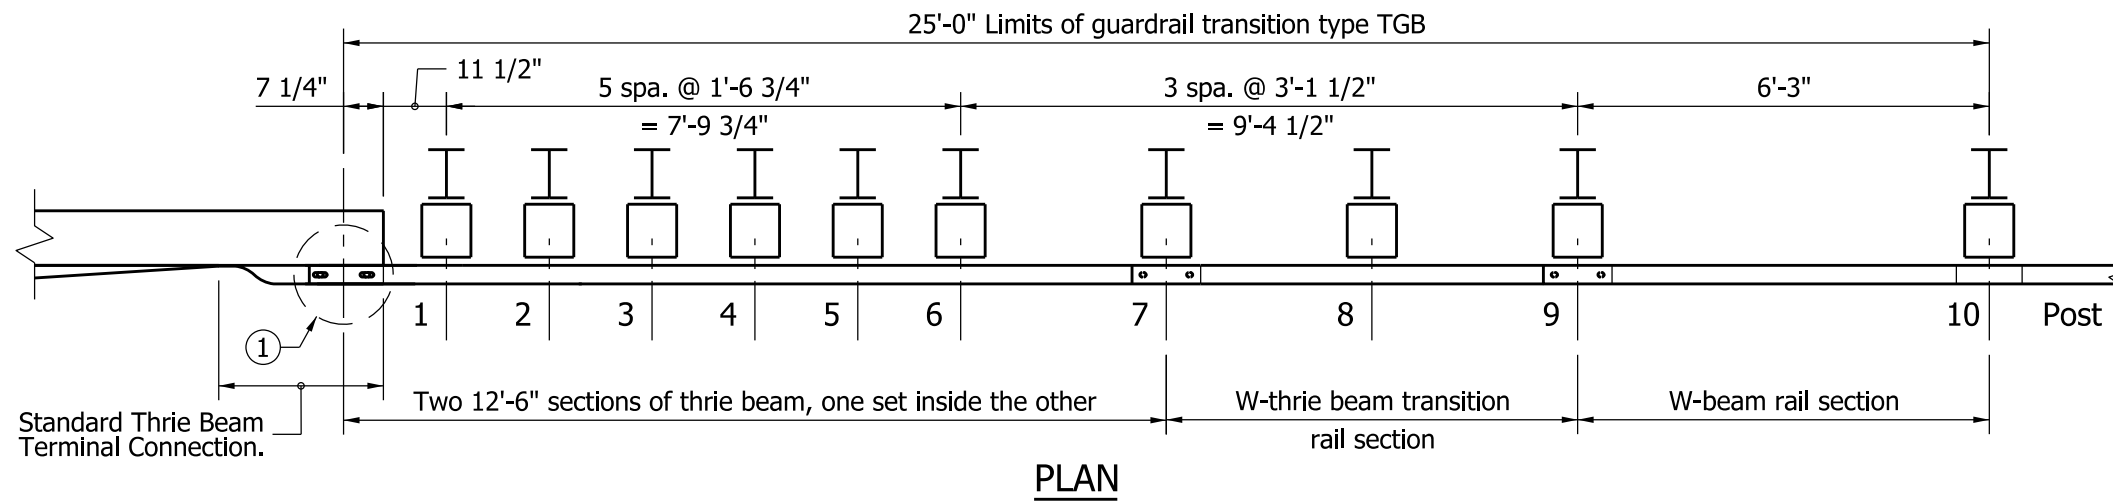 25'-0" Limits of guardrail transition type TGB
7 1/4"
11 1/2"
5 spa. @ 1'-6 3/4"
= 7'-9 3/4"
3 spa. @ 3'-1 1/2"
= 9'-4 1/2"
6'-3"
1 2 3 4 5 6 7 8 9 10 Post
1
Standard Thrie Beam
Terminal Connection.
Two 12'-6" sections of thrie beam, one set inside the other
W-thrie beam transition
rail section
W-beam rail section
PLAN